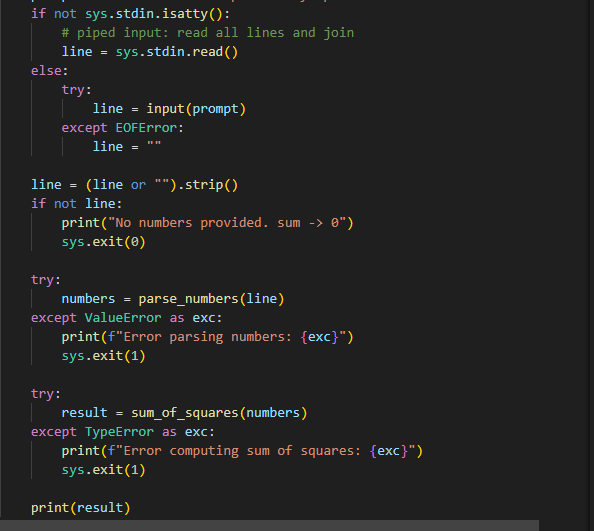 if not sys.stdin.isatty():
    # piped input: read all lines and join
    line = sys.stdin.read()
else:
    try:
        line = input(prompt)
    except EOFError:
        line = ""

line = (line or "").strip()
if not line:
    print("No numbers provided. sum -> 0")
    sys.exit(0)

try:
    numbers = parse_numbers(line)
except ValueError as exc:
    print(f"Error parsing numbers: {exc}")
    sys.exit(1)

try:
    result = sum_of_squares(numbers)
except TypeError as exc:
    print(f"Error computing sum of squares: {exc}")
    sys.exit(1)

print(result)